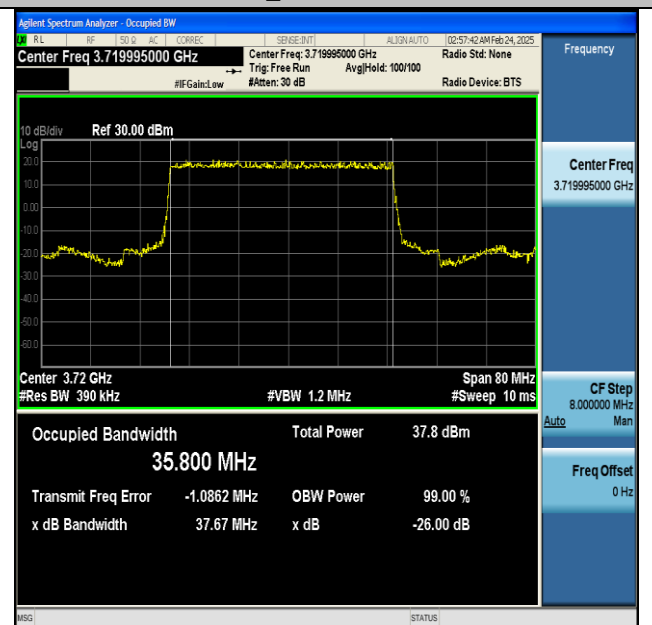 Agilent Spectrum Analyzer - Occupied BW
RL RF 50 Ω AC CORREC SENSE:INT ALIGN AUTO 02:57:42 AM Feb 24, 2025
Center Freq 3.719995000 GHz
Center Freq: 3.719995000 GHz
Radio Std: None
Trig: Free Run Avg|Hold: 100/100
#IFGain:Low
#Atten: 30 dB
Radio Device: BTS
Frequency
10 dB/div Ref 30.00 dBm
Log
20.0
10.0
0.00
-10.0
-20.0
-30.0
-40.0
-50.0
-60.0
Center 3.72 GHz
Span 80 MHz
#Res BW 390 kHz
#VBW 1.2 MHz
#Sweep 10 ms
Center Freq
3.719995000 GHz
CF Step
8.000000 MHz
Auto Man
Freq Offset
0 Hz
Occupied Bandwidth
Total Power 37.8 dBm
35.800 MHz
Transmit Freq Error -1.0862 MHz
OBW Power 99.00 %
x dB Bandwidth 37.67 MHz
x dB -26.00 dB
MSG
STATUS